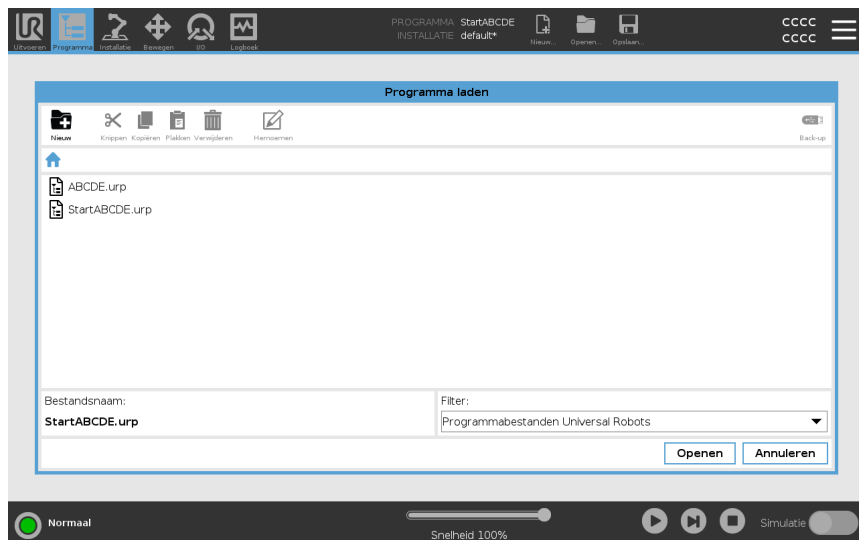 PROGRAMMA StartABCDE
INSTALLATIE default*
CCCC
CCCC
Uitvoeren Programma Installatie Bewegen I/O Logboek
Nieuw... Openen... Opslaan...
Programma laden
Nieuw Knippen Kopiëren Plakken Verwijderen Hernoemen Back-up
ABCDE.urp
StartABCDE.urp
Bestandsnaam:
StartABCDE.urp
Filter:
Programmabestanden Universal Robots
Openen Annuleren
Normaal
Snelheid 100%
Simulatie